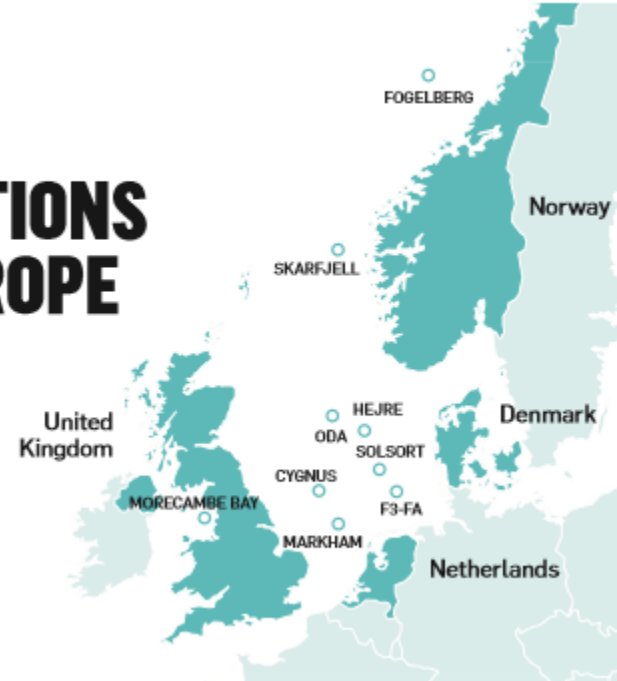 FOGELBERG
TIONS
Norway
ROPE
SKARFJELL
United
Kingdom
HEJRE
ODA
Denmark
SOLSORT
CYGNUS
MORECAMBE BAY
F3-FA
MARKHAM
Netherlands